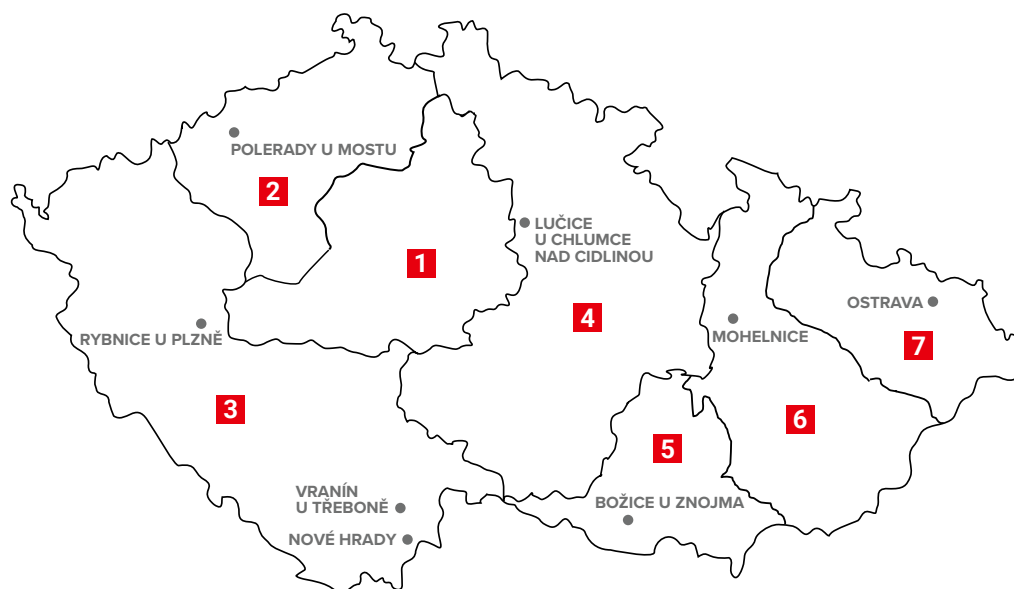 POLERADY U MOSTU
2
LUČICE
U CHLUMCE
NAD CIDLINOU
1
4
OSTRAVA
RYBNICE U PLZNĚ
MOHELNICE
7
3
6
5
VRANÍN
U TŘEBONĚ
BOŽICE U ZNOJMA
NOVÉ HRADY